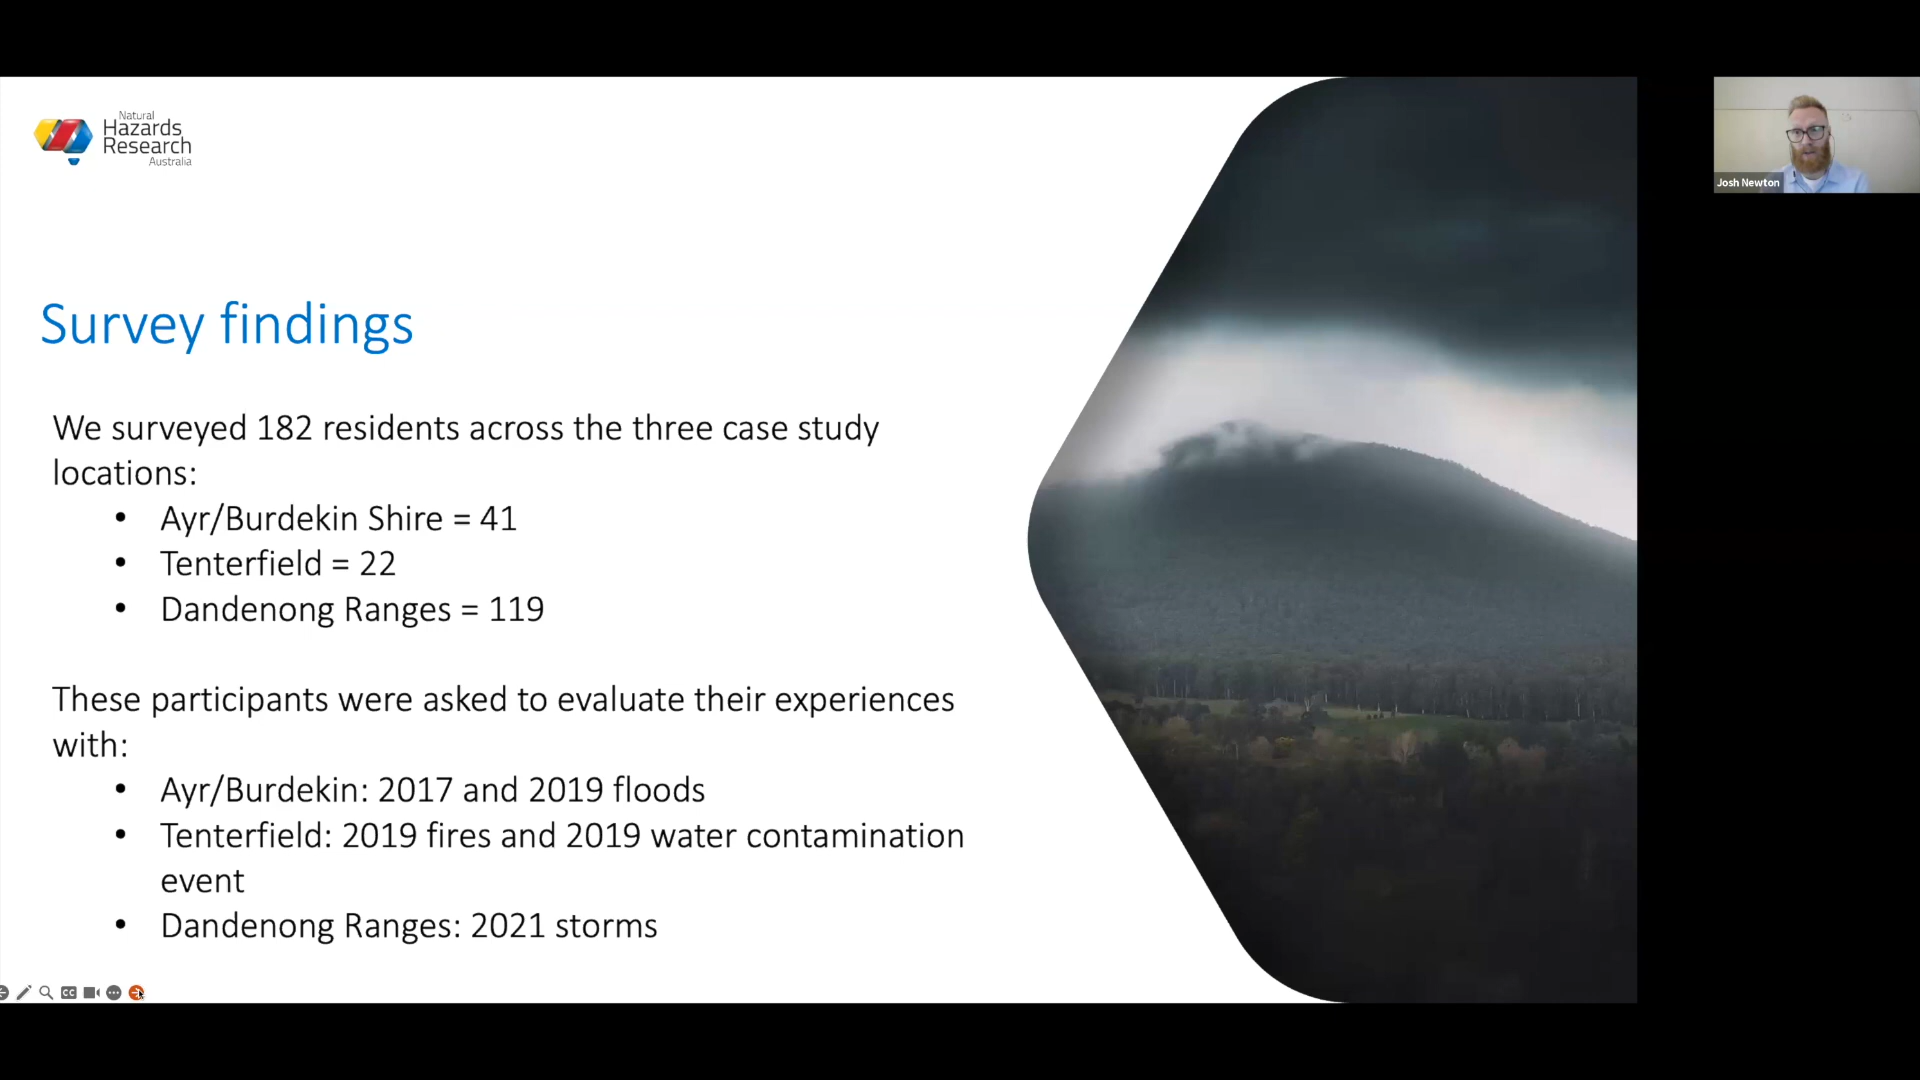 Natural
Hazards
Research
Australia
Josh Newton
Survey findings
We surveyed 182 residents across the three case study
locations:
• Ayr/Burdekin Shire = 41
• Tenterfield = 22
• Dandenong Ranges = 119
These participants were asked to evaluate their experiences
with:
• Ayr/Burdekin: 2017 and 2019 floods
• Tenterfield: 2019 fires and 2019 water contamination
event
• Dandenong Ranges: 2021 storms
CC